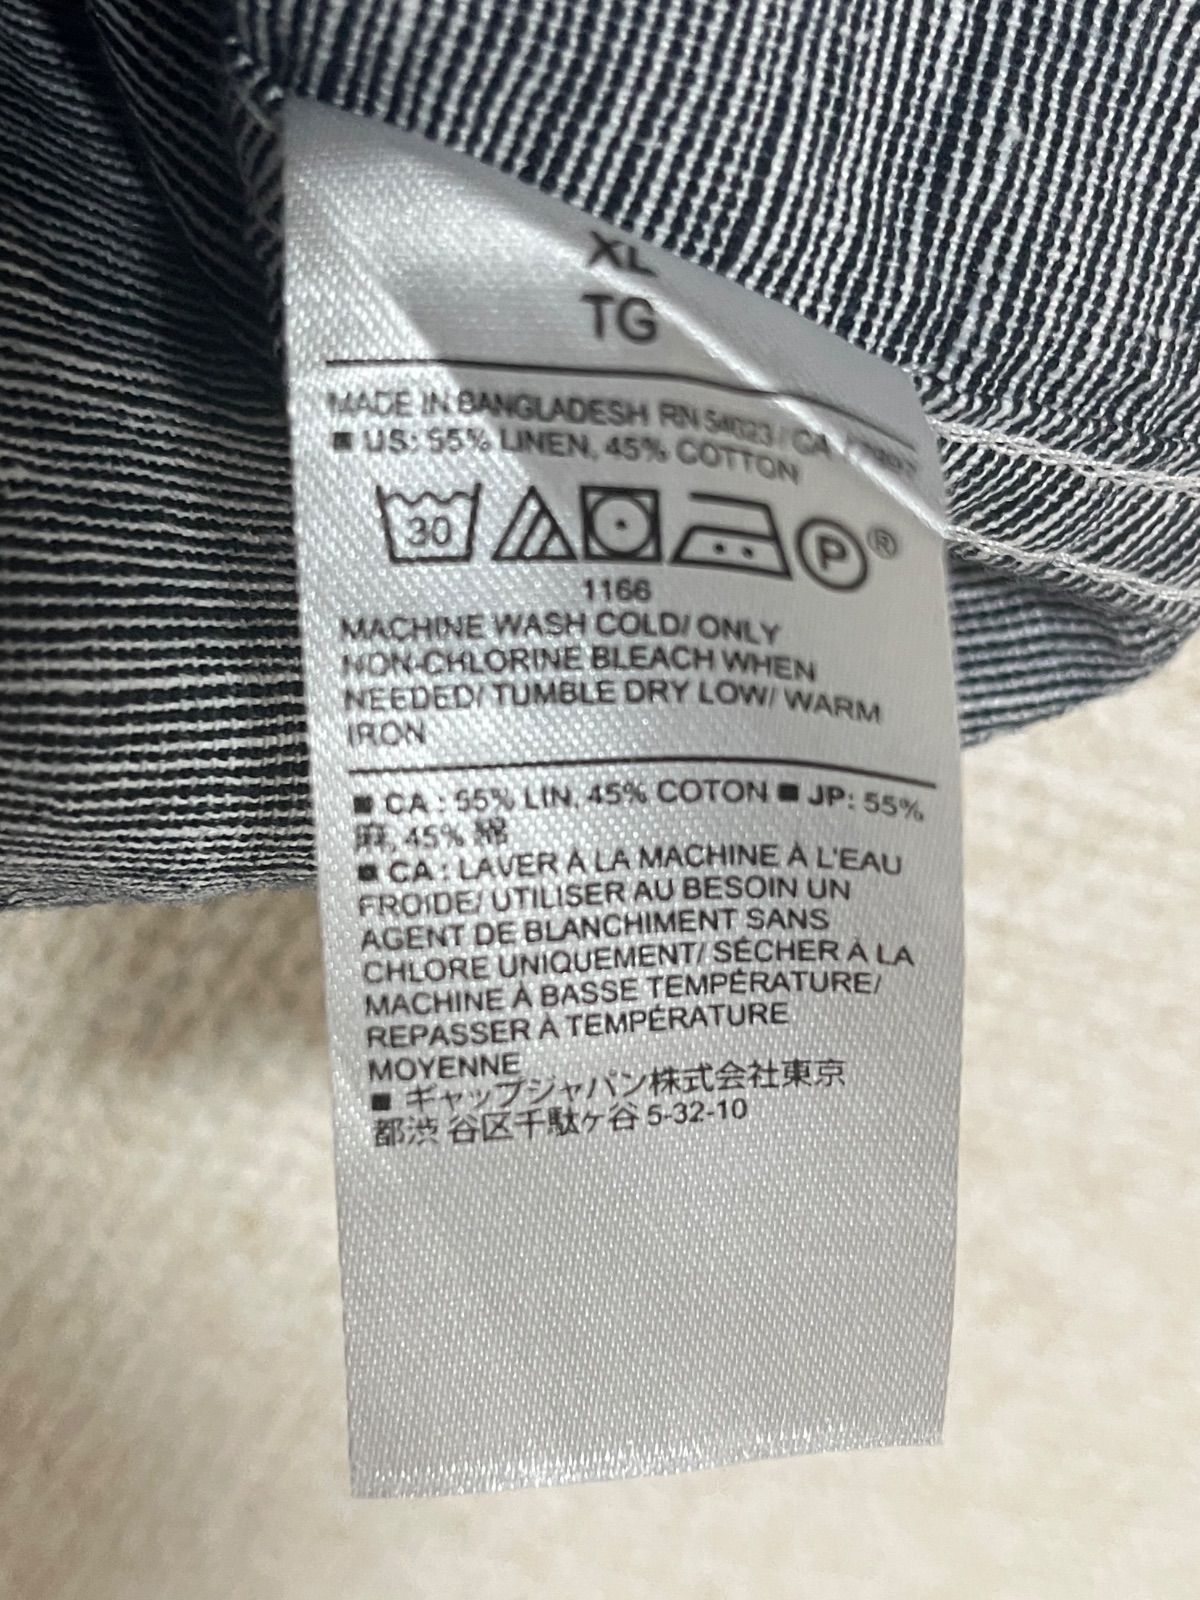 XL
TG
MADE IN BANGLADESH RN 54023 / CA
■ US: 55% LINEN, 45% COTTON
30 P ®
1166
MACHINE WASH COLD/ ONLY
NON-CHLORINE BLEACH WHEN
NEEDED/ TUMBLE DRY LOW/ WARM
IRON
■ CA : 55% LIN, 45% COTON ■ JP: 55%
麻, 45% 綿
■ CA : LAVER À LA MACHINE À L'EAU
FROIDE/ UTILISER AU BESOIN UN
AGENT DE BLANCHIMENT SANS
CHLORE UNIQUEMENT/ SÉCHER À LA
MACHINE À BASSE TEMPÉRATURE/
REPASSER À TEMPÉRATURE
MOYENNE
■ ギャップジャパン株式会社東京
都渋 谷区千駄ヶ谷 5-32-10